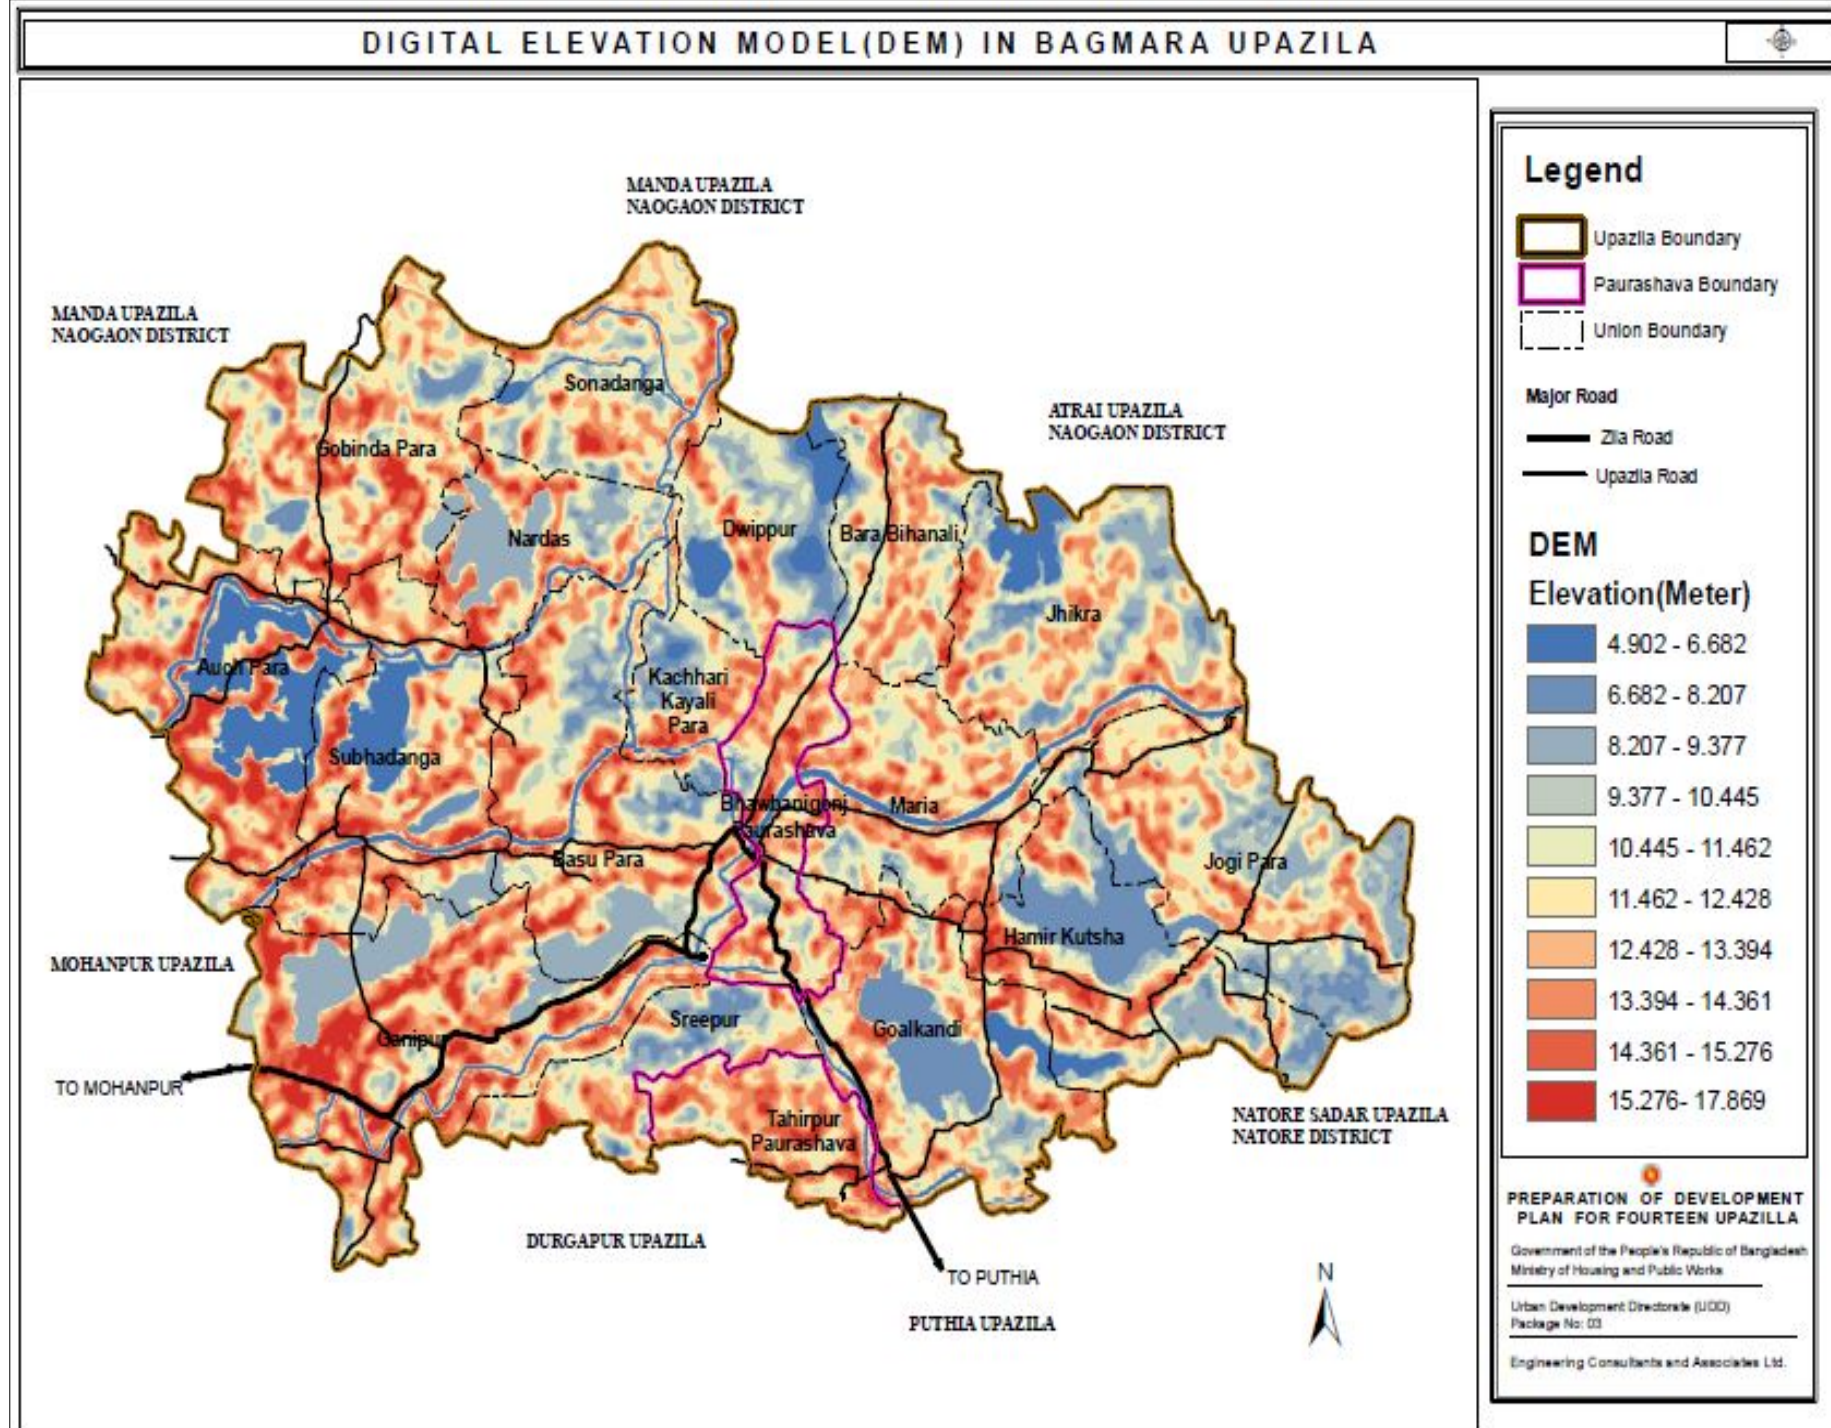 DIGITAL ELEVATION MODEL(DEM) IN BAGMARA UPAZILA
MANDA UPAZILA
NAOGAON DISTRICT
MANDA UPAZILA
NAOGAON DISTRICT
ATRAI UPAZILA
NAOGAON DISTRICT
Sonadanga
Gobinda Para
Nardas
Dwippur
Bara Bihanali
Jhikra
Auch Para
Kachhari
Kayali
Para
Subhadanga
Bhawbanigonj
Paurashava
Maria
Basu Para
Jogi Para
Hamir Kutsha
MOHANPUR UPAZILA
Sreepur
Goalkandi
Ganipur
TO MOHANPUR
Tahirpur
Paurashava
NATORE SADAR UPAZILA
NATORE DISTRICT
DURGAPUR UPAZILA
TO PUTHIA
PUTHIA UPAZILA
N
Legend
Upazila Boundary
Paurashava Boundary
Union Boundary
Major Road
Zila Road
Upazila Road
DEM
Elevation(Meter)
4.902 - 6.682
6.682 - 8.207
8.207 - 9.377
9.377 - 10.445
10.445 - 11.462
11.462 - 12.428
12.428 - 13.394
13.394 - 14.361
14.361 - 15.276
15.276- 17.869
PREPARATION OF DEVELOPMENT
PLAN FOR FOURTEEN UPAZILLA
Government of the People's Republic of Bangladesh
Ministry of Housing and Public Works
Urban Development Directorate (UDD)
Package No: 03
Engineering Consultants and Associates Ltd.